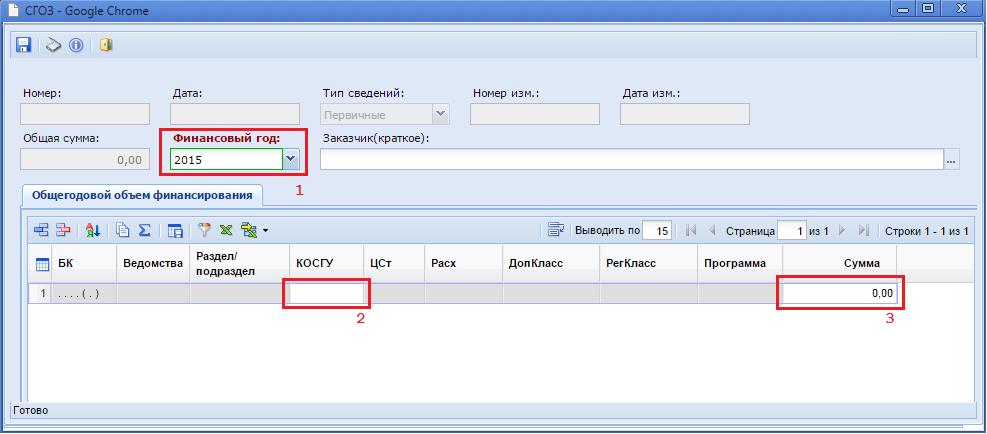 СГОЗ - Google Chrome
Номер: Дата: Тип сведений: Номер изм.: Дата изм.:
Первичные
Общая сумма: Финансовый год: Заказчик(краткое):
0,00 2015 ...
1
Общегодовой объем финансирования
Выводить по 15 Страница 1 из 1 Строки 1 - 1 из 1
БК Ведомства Раздел/ подраздел КОСГУ ЦСт Расх ДопКласс РегКласс Программа Сумма
1 . . . . ( . ) 0,00
2 3
Готово